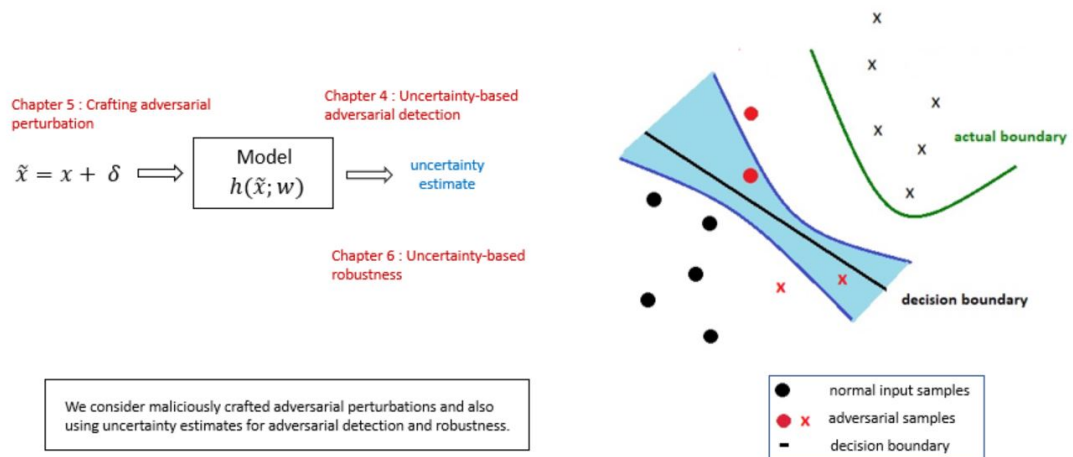 Chapter 5 : Crafting adversarial
perturbation
x̃ = x + δ
Model
h(x̃; w)
Chapter 4 : Uncertainty-based
adversarial detection
uncertainty
estimate
Chapter 6 : Uncertainty-based
robustness
We consider maliciously crafted adversarial perturbations and also
using uncertainty estimates for adversarial detection and robustness.
x
x
x
x
x
x
actual boundary
x
x
decision boundary
normal input samples
x adversarial samples
decision boundary